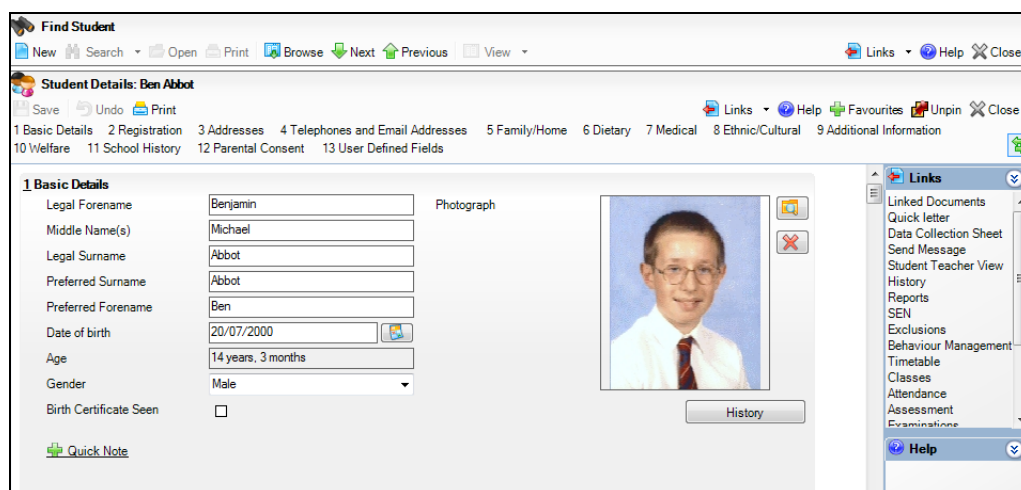 Find Student
New Search Open Print Browse Next Previous View Links Help Close
Student Details: Ben Abbot
Save Undo Print Links Help Favourites Unpin Close
1 Basic Details 2 Registration 3 Addresses 4 Telephones and Email Addresses 5 Family/Home 6 Dietary 7 Medical 8 Ethnic/Cultural 9 Additional Information
10 Welfare 11 School History 12 Parental Consent 13 User Defined Fields
1 Basic Details
Legal Forename Benjamin Photograph
Middle Name(s) Michael
Legal Surname Abbot
Preferred Surname Abbot
Preferred Forename Ben
Date of birth 20/07/2000
Age 14 years, 3 months
Gender Male
Birth Certificate Seen
History
Quick Note
Links
Linked Documents
Quick letter
Data Collection Sheet
Send Message
Student Teacher View
History
Reports
SEN
Exclusions
Behaviour Management
Timetable
Classes
Attendance
Assessment
Examinations
Help